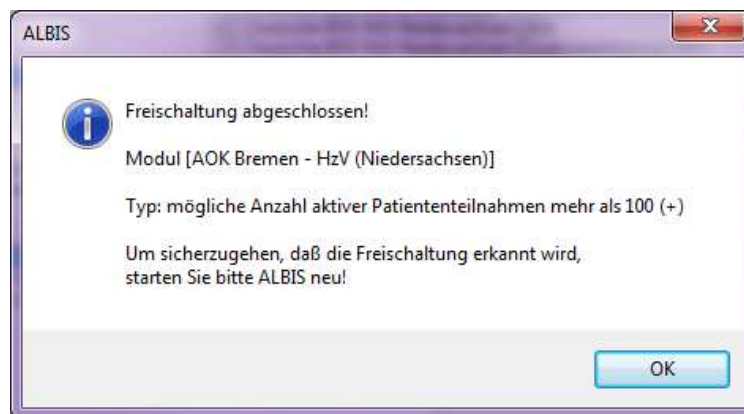 ALBIS
Freischaltung abgeschlossen!
Modul [AOK Bremen - HzV (Niedersachsen)]
Typ: mögliche Anzahl aktiver Patiententeilnahmen mehr als 100 (+)
Um sicherzugehen, daß die Freischaltung erkannt wird,
starten Sie bitte ALBIS neu!
OK